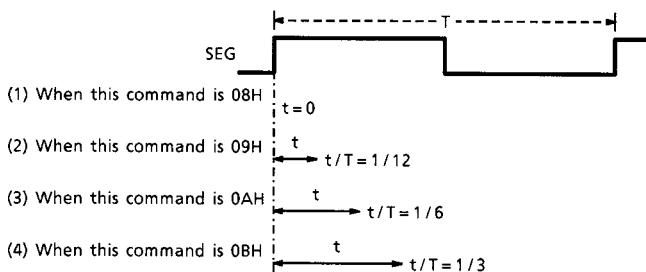 T
SEG
(1) When this command is 08H
t=0
(2) When this command is 09H
t
t/T=1/12
(3) When this command is 0AH
t
t/T=1/6
(4) When this command is 0BH
t
t/T=1/3